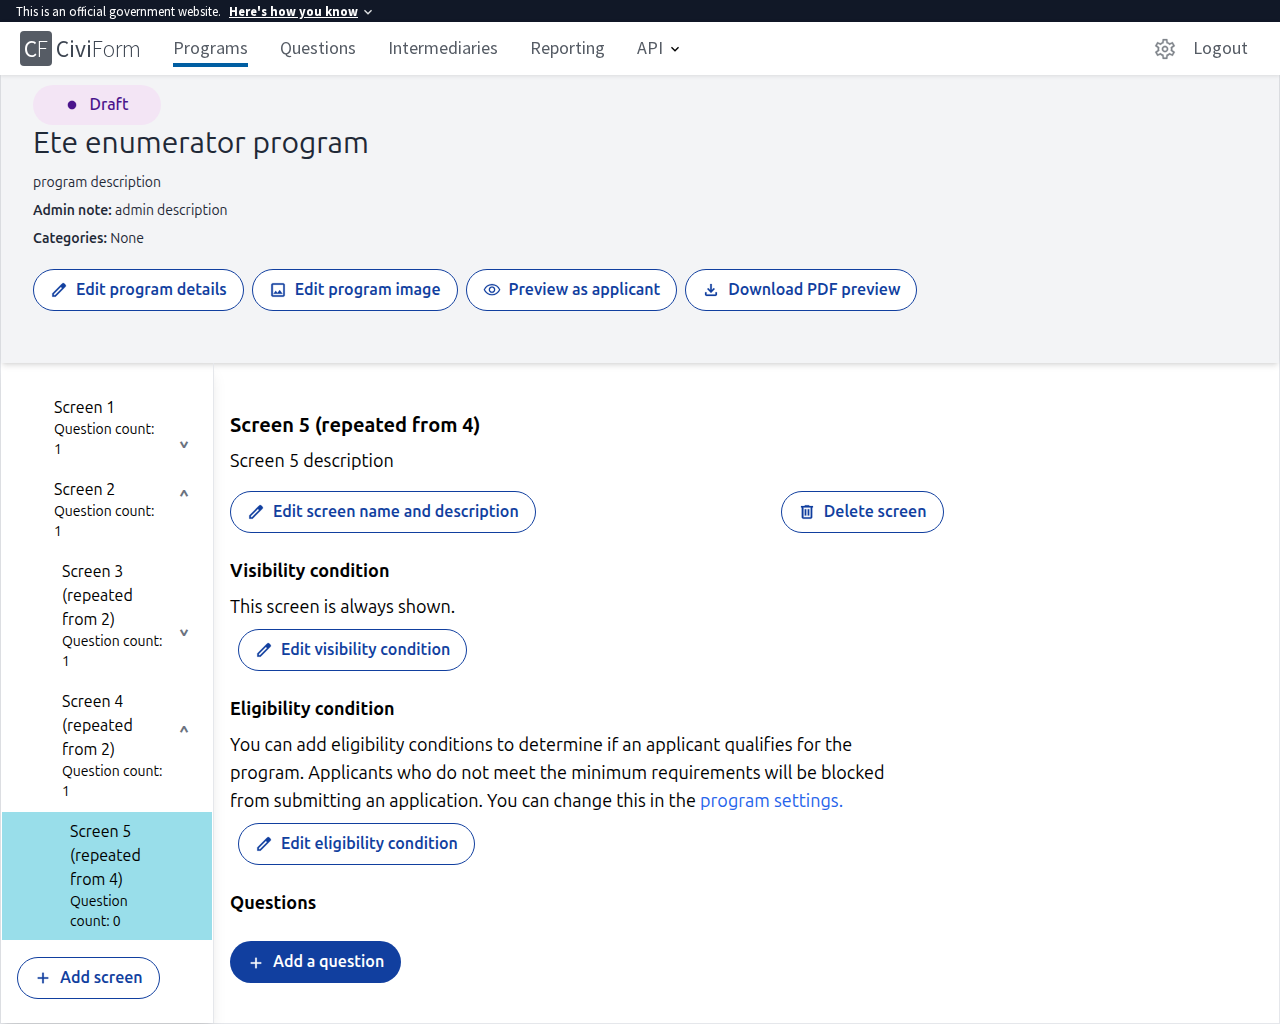 This is an official government website. Here's how you know
CF CiviForm Programs Questions Intermediaries Reporting API Logout
Draft
Ete enumerator program
program description
Admin note: admin description
Categories: None
Edit program details Edit program image Preview as applicant Download PDF preview
Screen 1
Question count:
1
Screen 2
Question count:
1
Screen 3
(repeated
from 2)
Question count:
1
Screen 4
(repeated
from 2)
Question count:
1
Screen 5
(repeated
from 4)
Question
count: 0
Add screen
Screen 5 (repeated from 4)
Screen 5 description
Edit screen name and description Delete screen
Visibility condition
This screen is always shown.
Edit visibility condition
Eligibility condition
You can add eligibility conditions to determine if an applicant qualifies for the
program. Applicants who do not meet the minimum requirements will be blocked
from submitting an application. You can change this in the program settings.
Edit eligibility condition
Questions
Add a question